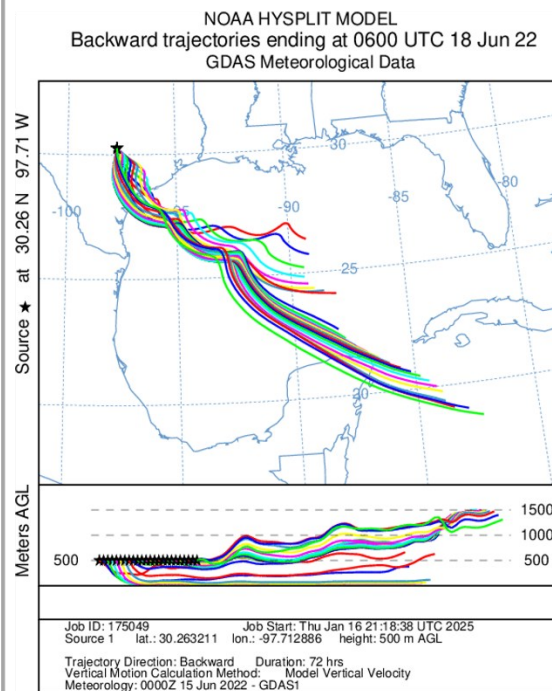 NOAA HYSPLIT MODEL
Backward trajectories ending at 0600 UTC 18 Jun 22
GDAS Meteorological Data
Source ★ at 30.26 N 97.71 W
30
-80
-85
-90
-95
-100
25
20
Meters AGL
1500
1000
500
500
Job ID: 175049 Job Start: Thu Jan 16 21:18:38 UTC 2025
Source 1 lat.: 30.263211 lon.: -97.712886 height: 500 m AGL
Trajectory Direction: Backward Duration: 72 hrs
Vertical Motion Calculation Method: Model Vertical Velocity
Meteorology: 0000Z 15 Jun 2022 - GDAS1